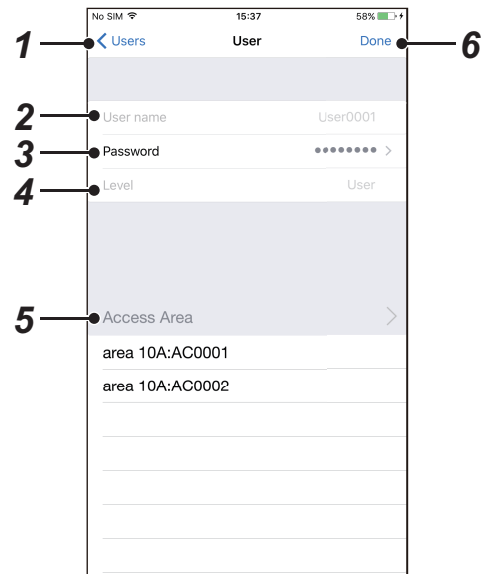 No SIM 15:37 58%
1 Users User Done 6
2 User name User0001
3 Password ●●●●●●●●
4 Level User
5 Access Area
area 10A:AC0001
area 10A:AC0002